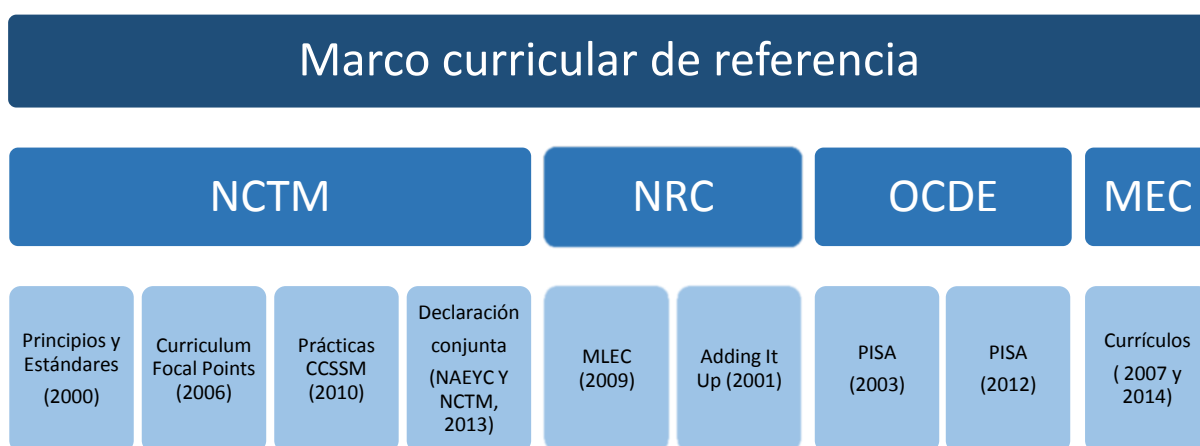 Marco curricular de referencia
NCTM
NRC
OCDE
MEC
Principios y
Estándares
(2000)
Curriculum
Focal Points
(2006)
Prácticas
CCSSM
(2010)
Declaración
conjunta
(NAEYC Y
NCTM,
2013)
MLEC
(2009)
Adding It
Up (2001)
PISA
(2003)
PISA
(2012)
Currículos
( 2007 y
2014)